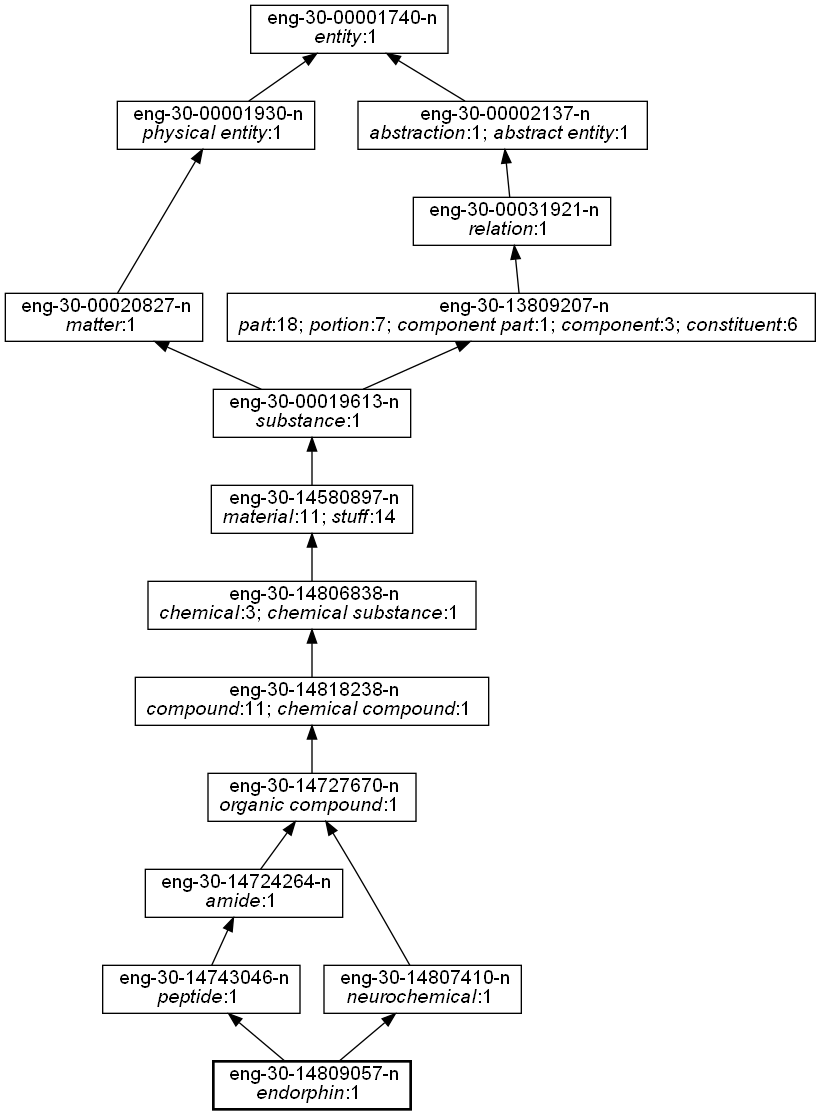 eng-30-00001740-n
entity:1
eng-30-00001930-n
physical entity:1
eng-30-00002137-n
abstraction:1; abstract entity:1
eng-30-00031921-n
relation:1
eng-30-00020827-n
matter:1
eng-30-13809207-n
part:18; portion:7; component part:1; component:3; constituent:6
eng-30-00019613-n
substance:1
eng-30-14580897-n
material:11; stuff:14
eng-30-14806838-n
chemical:3; chemical substance:1
eng-30-14818238-n
compound:11; chemical compound:1
eng-30-14727670-n
organic compound:1
eng-30-14724264-n
amide:1
eng-30-14743046-n
peptide:1
eng-30-14807410-n
neurochemical:1
eng-30-14809057-n
endorphin:1